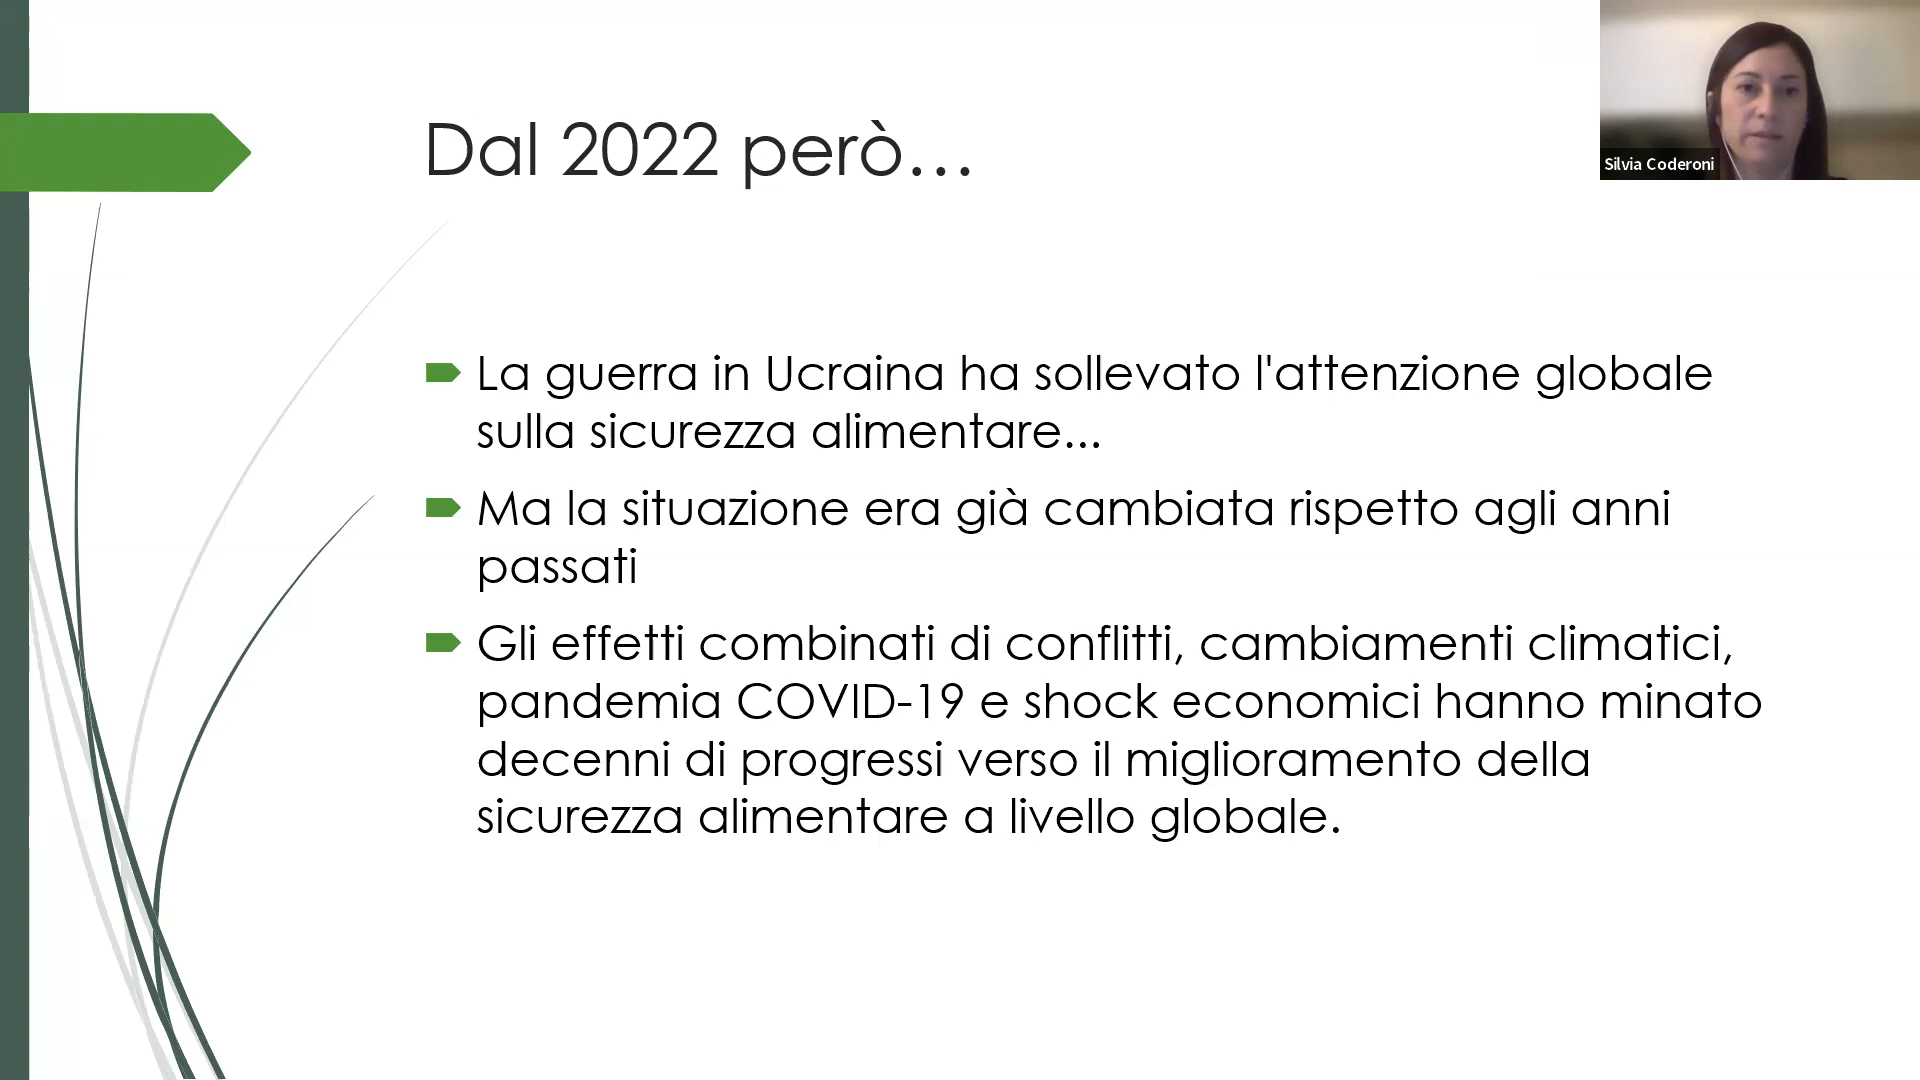 Dal 2022 però...
Silvia Coderoni
La guerra in Ucraina ha sollevato l'attenzione globale
sulla sicurezza alimentare...
Ma la situazione era già cambiata rispetto agli anni
passati
Gli effetti combinati di conflitti, cambiamenti climatici,
pandemia COVID-19 e shock economici hanno minato
decenni di progressi verso il miglioramento della
sicurezza alimentare a livello globale.